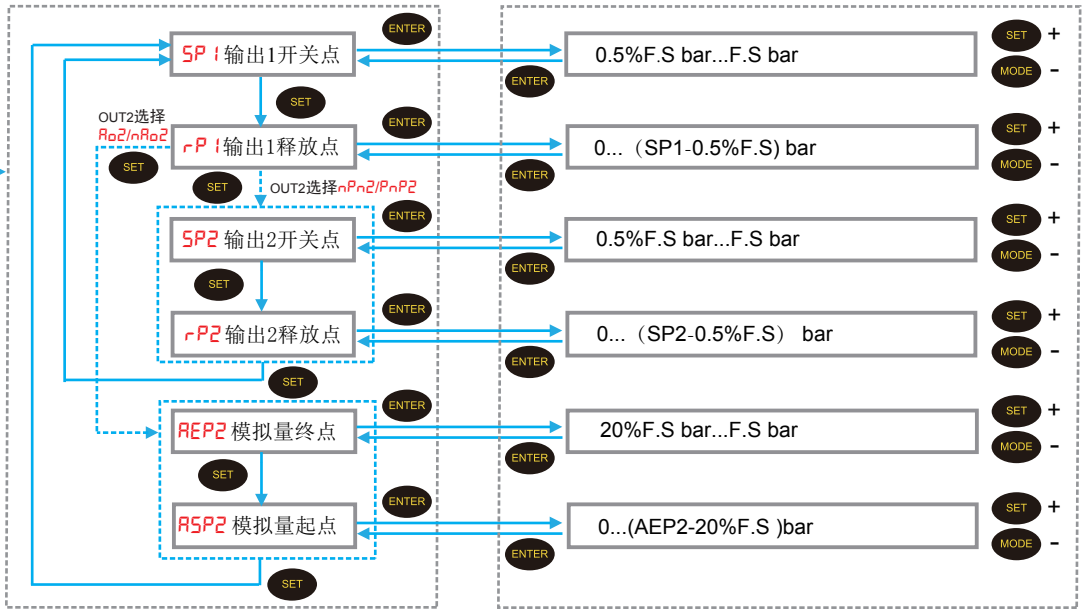 ENTER
SP1 输出1开关点
0.5%F.S bar...F.S bar
SET +
ENTER
MODE -
SET
OUT2选择
Ao2/nAo2
ENTER
rP1 输出1释放点
0...（SP1-0.5%F.S) bar
SET +
SET
ENTER
MODE -
SET
OUT2选择nPn2/PnP2
ENTER
SP2 输出2开关点
0.5%F.S bar...F.S bar
SET +
ENTER
MODE -
SET
ENTER
rP2 输出2释放点
0...（SP2-0.5%F.S） bar
SET +
ENTER
MODE -
SET
ENTER
AEP2 模拟量终点
20%F.S bar...F.S bar
SET +
ENTER
MODE -
SET
ENTER
ASP2 模拟量起点
0...(AEP2-20%F.S )bar
SET +
ENTER
MODE -
SET